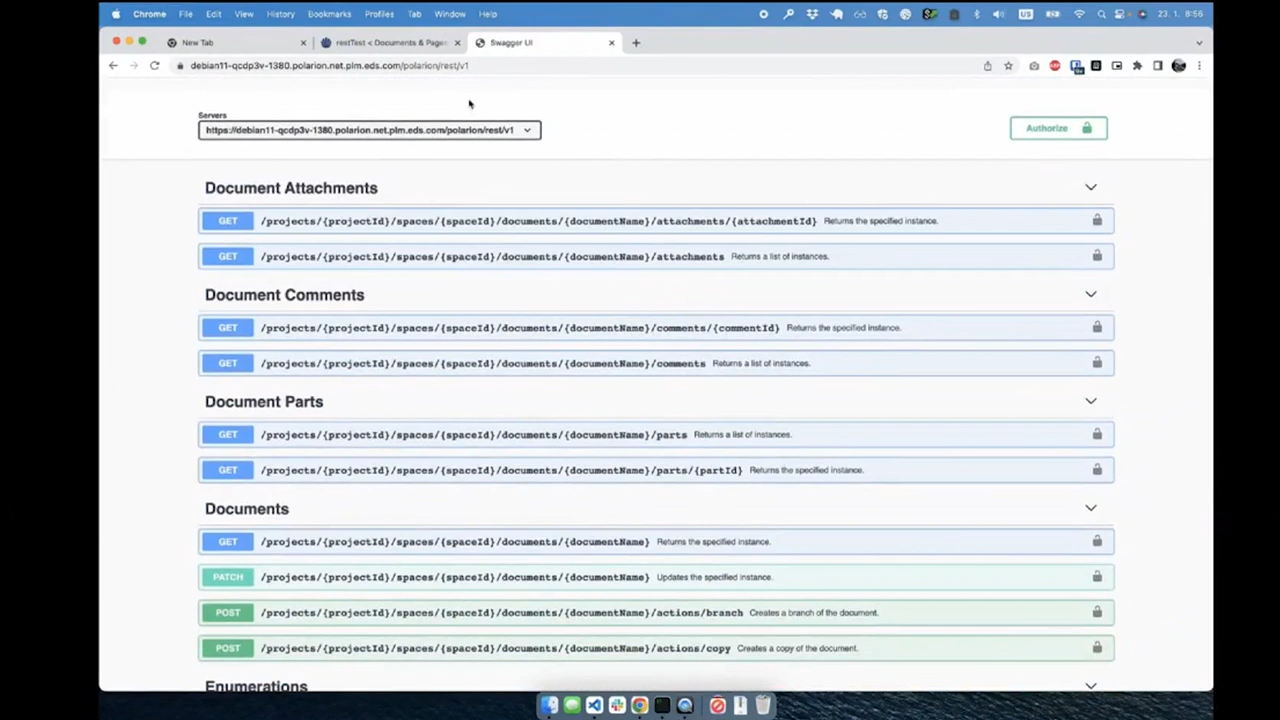 Chrome File Edit View History Bookmarks Profiles Tab Window Help US 23. 1. 8:56
New Tab restTest < Documents & Pages Swagger UI
debian11-qcdp3v-1380.polarion.net.plm.eds.com/polarion/rest/v1
Servers
https://debian11-qcdp3v-1380.polarion.net.plm.eds.com/polarion/rest/v1
Authorize
Document Attachments
GET /projects/{projectId}/spaces/{spaceId}/documents/{documentName}/attachments/{attachmentId} Returns the specified instance.
GET /projects/{projectId}/spaces/{spaceId}/documents/{documentName}/attachments Returns a list of instances.
Document Comments
GET /projects/{projectId}/spaces/{spaceId}/documents/{documentName}/comments/{commentId} Returns the specified instance.
GET /projects/{projectId}/spaces/{spaceId}/documents/{documentName}/comments Returns a list of instances.
Document Parts
GET /projects/{projectId}/spaces/{spaceId}/documents/{documentName}/parts Returns a list of instances.
GET /projects/{projectId}/spaces/{spaceId}/documents/{documentName}/parts/{partId} Returns the specified instance.
Documents
GET /projects/{projectId}/spaces/{spaceId}/documents/{documentName} Returns the specified instance.
PATCH /projects/{projectId}/spaces/{spaceId}/documents/{documentName} Updates the specified instance.
POST /projects/{projectId}/spaces/{spaceId}/documents/{documentName}/actions/branch Creates a branch of the document.
POST /projects/{projectId}/spaces/{spaceId}/documents/{documentName}/actions/copy Creates a copy of the document.
Enumerations